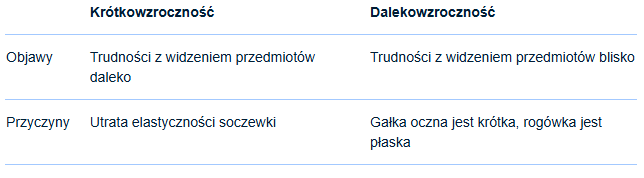 Krótkowzroczność Dalekowzroczność
Objawy Trudności z widzeniem przedmiotów daleko Trudności z widzeniem przedmiotów blisko
Przyczyny Utrata elastyczności soczewki Gałka oczna jest krótka, rogówka jest płaska